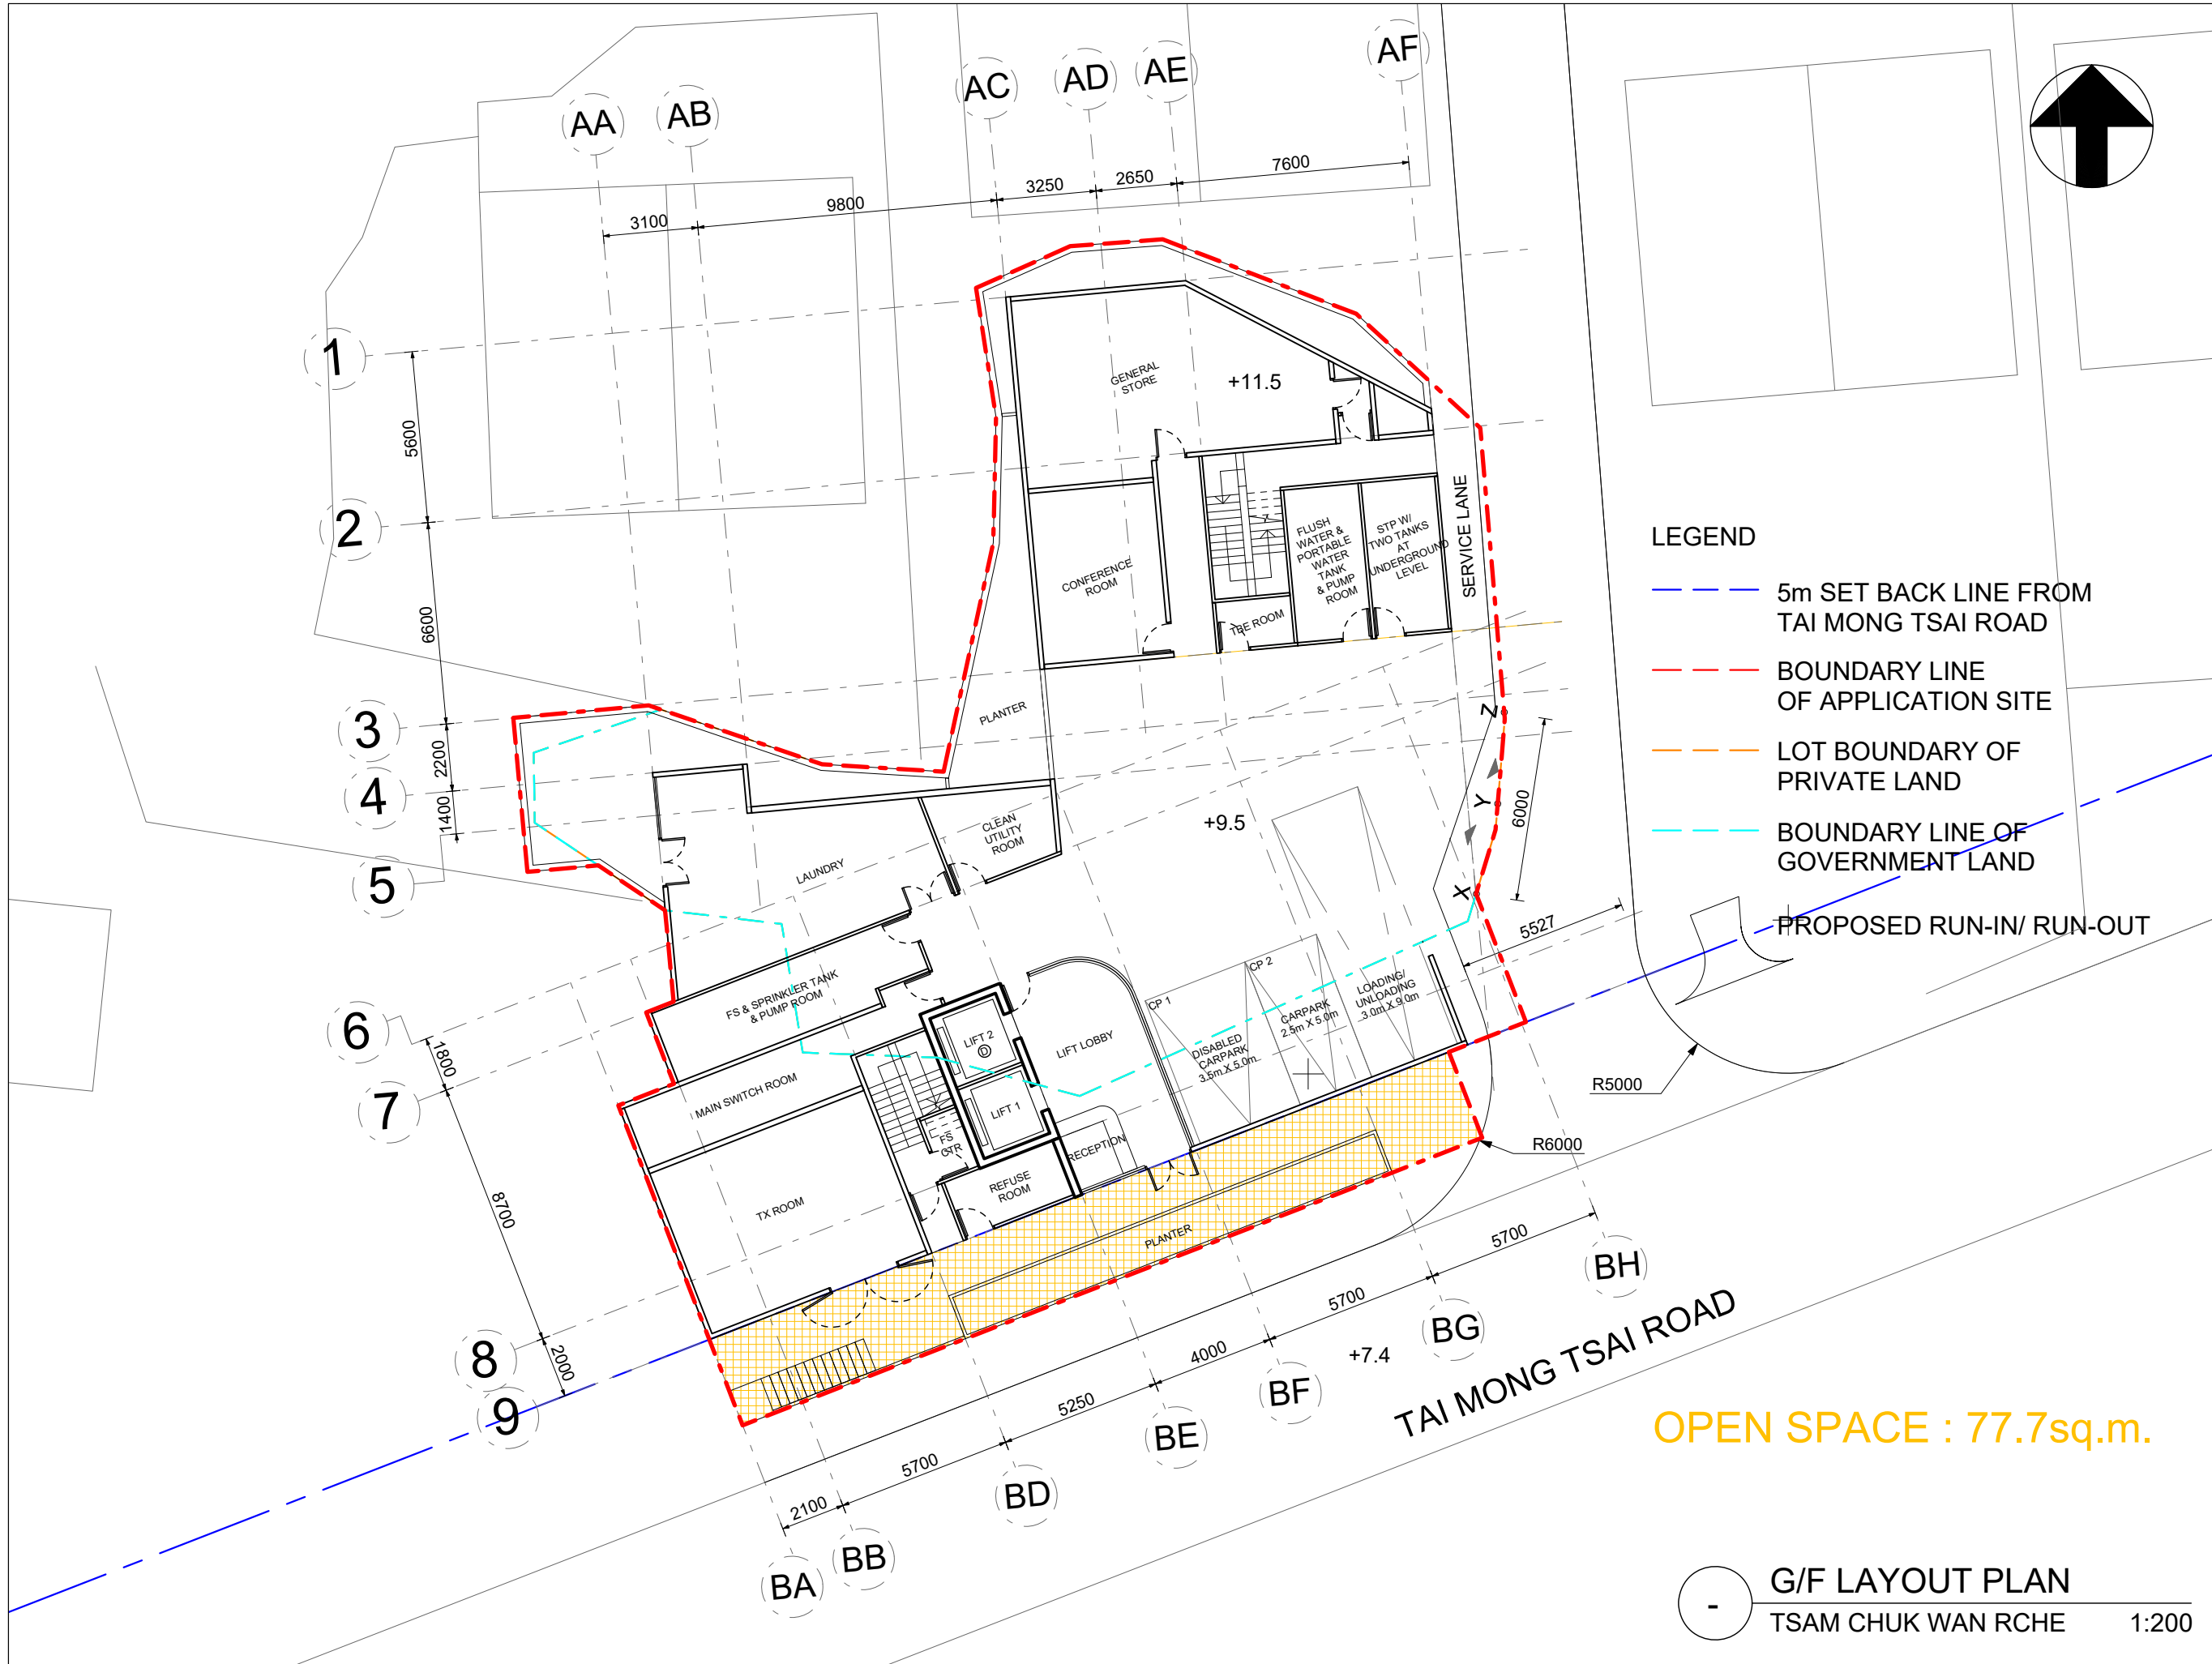 AA
AB
AC
AD
AE
AF
3100
9800
3250
2650
7600
1
2
3
4
5
6
7
8
9
5600
6600
2200
1400
1800
8700
2000
GENERAL
STORE
+11.5
CONFERENCE
ROOM
FLUSH
WATER &
PORTABLE
WATER
TANK
& PUMP
ROOM
STP W/
TWO TANKS
AT
UNDERGROUND
LEVEL
TBE ROOM
SERVICE LANE
PLANTER
Z
Y
X
6000
5527
+9.5
CLEAN
UTILITY
ROOM
LAUNDRY
FS & SPRINKLER TANK
& PUMP ROOM
MAIN SWITCH ROOM
TX ROOM
LIFT 2
D
LIFT 1
FS
CTR
REFUSE
ROOM
RECEPTION
LIFT LOBBY
CP 1
CP 2
DISABLED
CARPARK
3.5m X 5.0m
CARPARK
2.5m X 5.0m
LOADING/
UNLOADING
3.0m X 9.0m
PLANTER
R5000
R6000
2100
5700
5250
4000
5700
5700
BA
BB
BD
BE
BF
BG
BH
+7.4
TAI MONG TSAI ROAD
LEGEND
5m SET BACK LINE FROM
TAI MONG TSAI ROAD
BOUNDARY LINE
OF APPLICATION SITE
LOT BOUNDARY OF
PRIVATE LAND
BOUNDARY LINE OF
GOVERNMENT LAND
PROPOSED RUN-IN/ RUN-OUT
OPEN SPACE : 77.7sq.m.
-
G/F LAYOUT PLAN
TSAM CHUK WAN RCHE 1:200